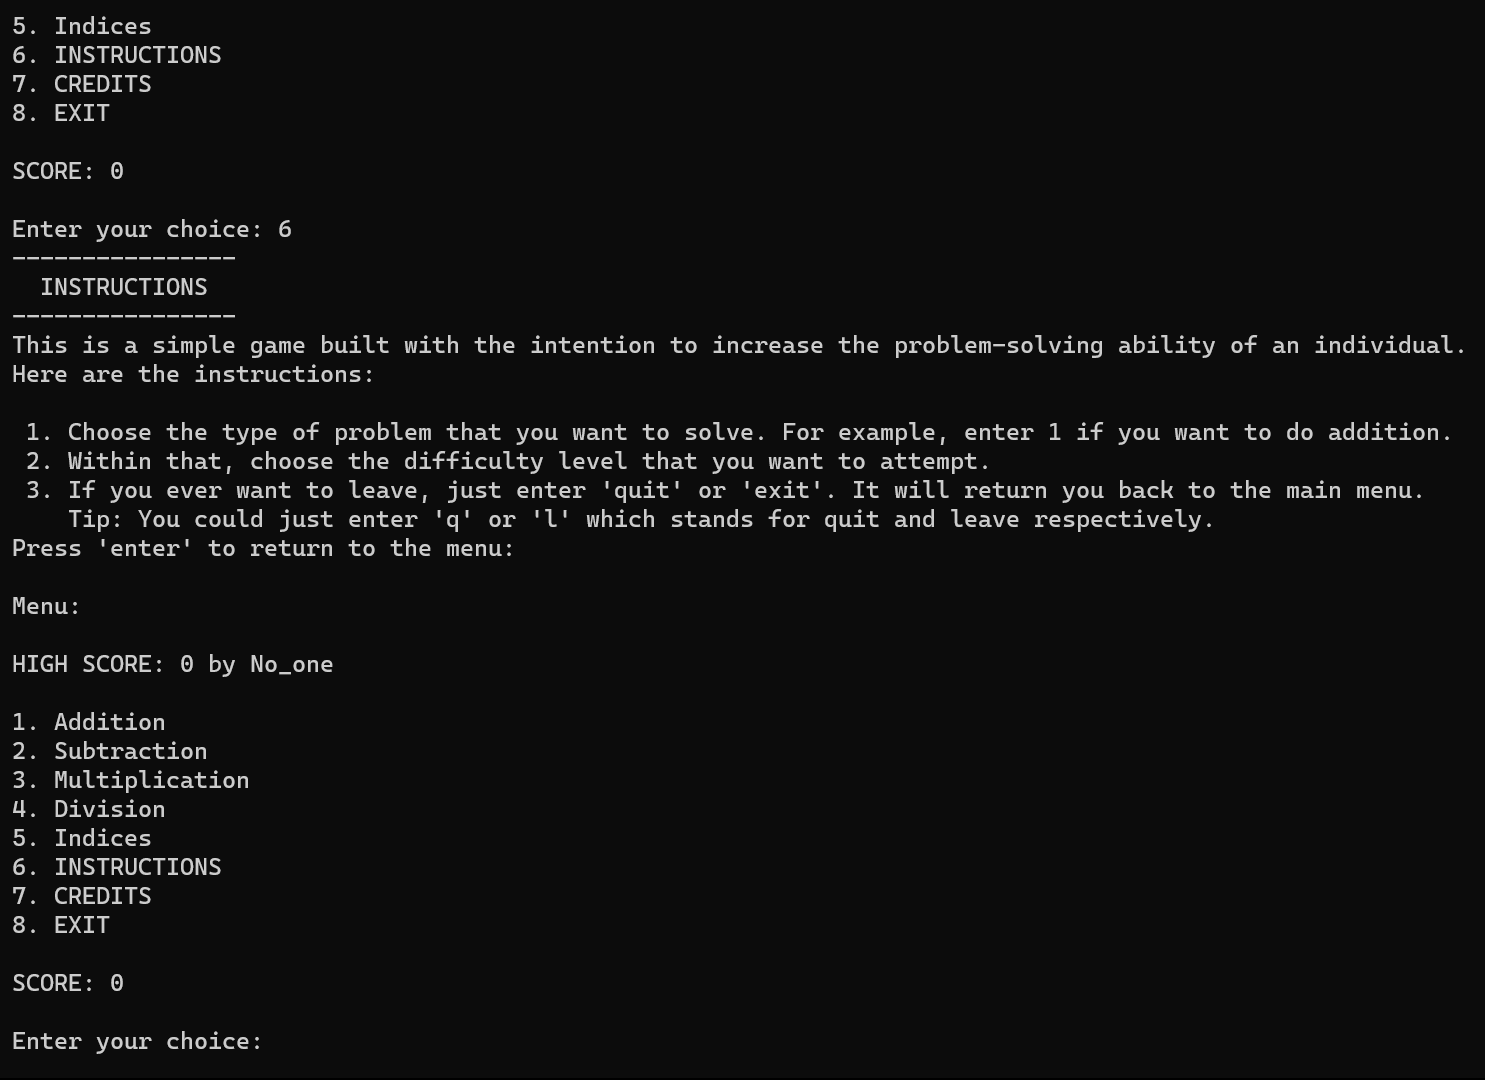 5. Indices
6. INSTRUCTIONS
7. CREDITS
8. EXIT
SCORE: 0
Enter your choice: 6
----------------
INSTRUCTIONS
----------------
This is a simple game built with the intention to increase the problem-solving ability of an individual.
Here are the instructions:
1. Choose the type of problem that you want to solve. For example, enter 1 if you want to do addition.
2. Within that, choose the difficulty level that you want to attempt.
3. If you ever want to leave, just enter 'quit' or 'exit'. It will return you back to the main menu.
Tip: You could just enter 'q' or 'l' which stands for quit and leave respectively.
Press 'enter' to return to the menu:
Menu:
HIGH SCORE: 0 by No_one
1. Addition
2. Subtraction
3. Multiplication
4. Division
5. Indices
6. INSTRUCTIONS
7. CREDITS
8. EXIT
SCORE: 0
Enter your choice: